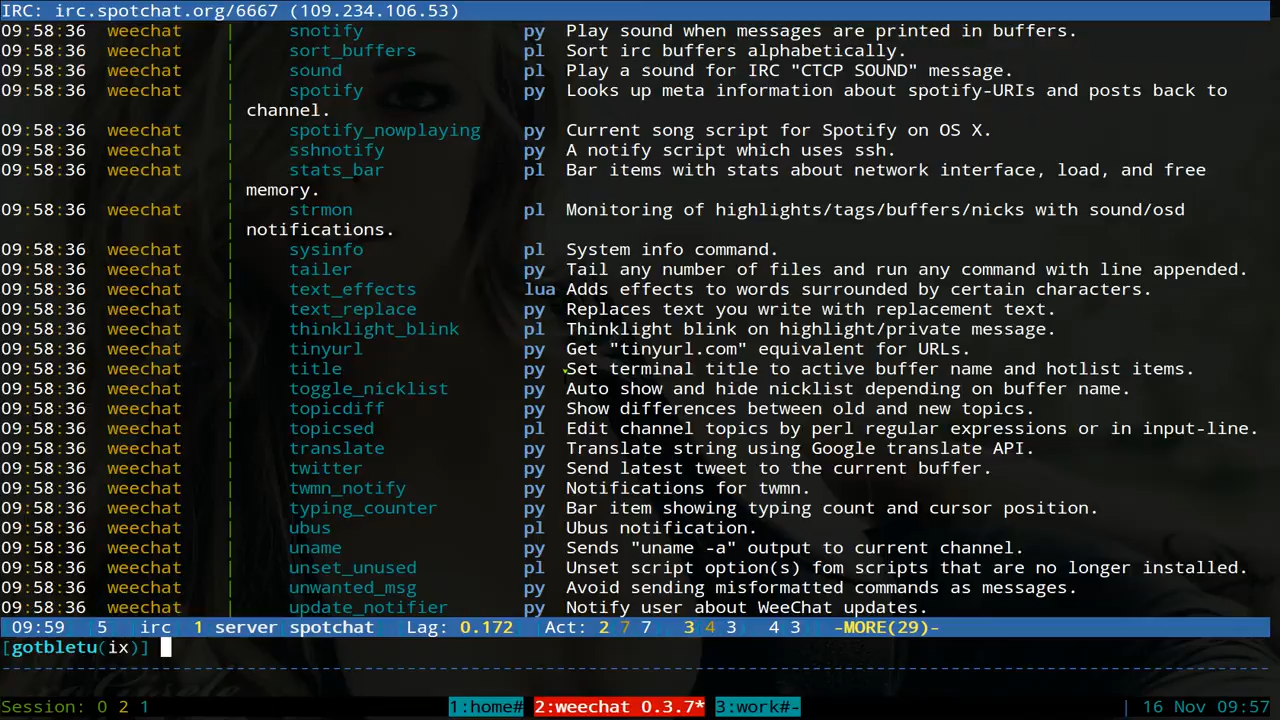 IRC: irc.spotchat.org/6667 (109.234.106.53)
09:58:36 weechat | snotify py Play sound when messages are printed in buffers.
09:58:36 weechat | sort_buffers pl Sort irc buffers alphabetically.
09:58:36 weechat | sound pl Play a sound for IRC "CTCP SOUND" message.
09:58:36 weechat | spotify py Looks up meta information about spotify-URIs and posts back to
| channel.
09:58:36 weechat | spotify_nowplaying py Current song script for Spotify on OS X.
09:58:36 weechat | sshnotify py A notify script which uses ssh.
09:58:36 weechat | stats_bar pl Bar items with stats about network interface, load, and free
| memory.
09:58:36 weechat | strmon pl Monitoring of highlights/tags/buffers/nicks with sound/osd
| notifications.
09:58:36 weechat | sysinfo pl System info command.
09:58:36 weechat | tailer py Tail any number of files and run any command with line appended.
09:58:36 weechat | text_effects lua Adds effects to words surrounded by certain characters.
09:58:36 weechat | text_replace py Replaces text you write with replacement text.
09:58:36 weechat | thinklight_blink pl Thinklight blink on highlight/private message.
09:58:36 weechat | tinyurl py Get "tinyurl.com" equivalent for URLs.
09:58:36 weechat | title py Set terminal title to active buffer name and hotlist items.
09:58:36 weechat | toggle_nicklist py Auto show and hide nicklist depending on buffer name.
09:58:36 weechat | topicdiff py Show differences between old and new topics.
09:58:36 weechat | topicsed pl Edit channel topics by perl regular expressions or in input-line.
09:58:36 weechat | translate py Translate string using Google translate API.
09:58:36 weechat | twitter py Send latest tweet to the current buffer.
09:58:36 weechat | twmn_notify py Notifications for twmn.
09:58:36 weechat | typing_counter py Bar item showing typing count and cursor position.
09:58:36 weechat | ubus pl Ubus notification.
09:58:36 weechat | uname py Sends "uname -a" output to current channel.
09:58:36 weechat | unset_unused pl Unset script option(s) fom scripts that are no longer installed.
09:58:36 weechat | unwanted_msg py Avoid sending misformatted commands as messages.
09:58:36 weechat | update_notifier py Notify user about WeeChat updates.
[09:59] [5] [irc] 1 server[spotchat] [Lag: 0.172] [Act: 2(7,7), 3(4,3), 4(3)] -MORE(29)-
[gotbletu(ix)]
Session: 0 2 1 1:home# 2:weechat 0.3.7* 3:work#- | 16 Nov 09:57